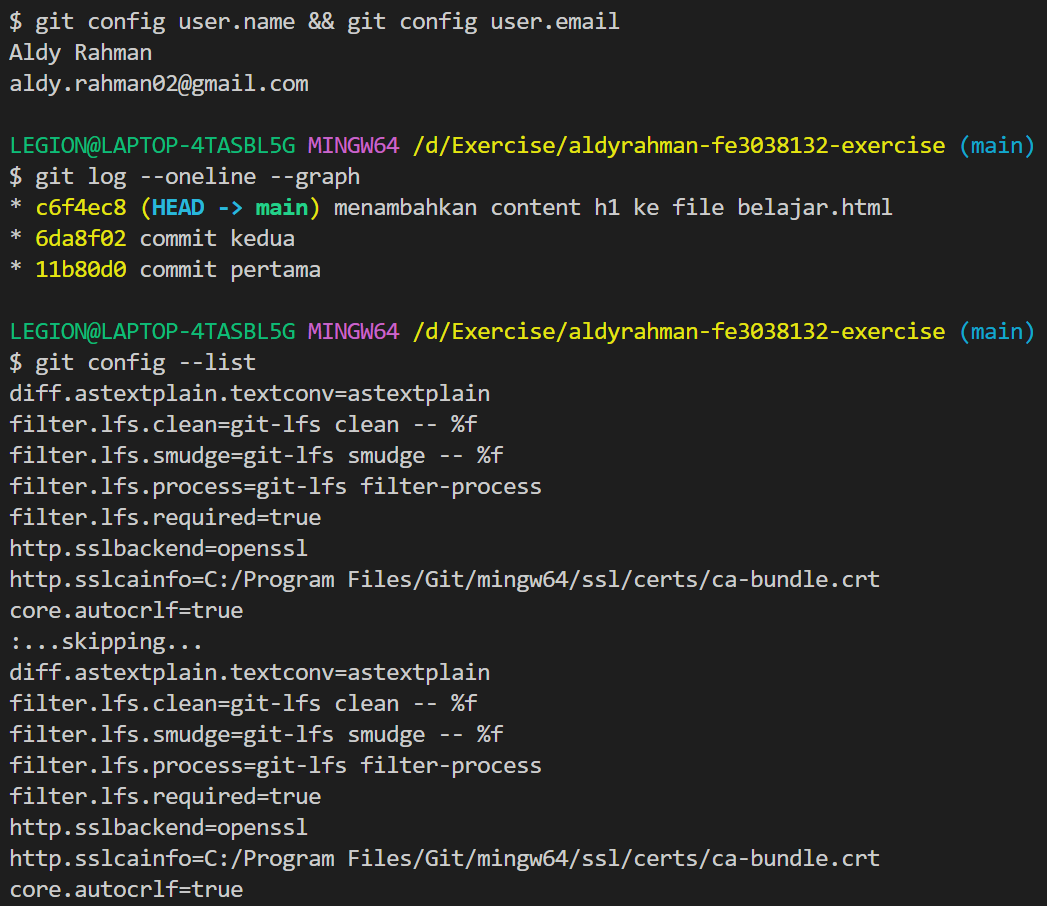 $ git config user.name && git config user.email
Aldy Rahman
aldy.rahman02@gmail.com
LEGION@LAPTOP-4TASBL5G MINGW64 /d/Exercise/aldyrahman-fe3038132-exercise (main)
$ git log --oneline --graph
* c6f4ec8 (HEAD -> main) menambahkan content h1 ke file belajar.html
* 6da8f02 commit kedua
* 11b80d0 commit pertama
LEGION@LAPTOP-4TASBL5G MINGW64 /d/Exercise/aldyrahman-fe3038132-exercise (main)
$ git config --list
diff.astextplain.textconv=astextplain
filter.lfs.clean=git-lfs clean -- %f
filter.lfs.smudge=git-lfs smudge -- %f
filter.lfs.process=git-lfs filter-process
filter.lfs.required=true
http.sslbackend=openssl
http.sslcainfo=C:/Program Files/Git/mingw64/ssl/certs/ca-bundle.crt
core.autocrlf=true
:...skipping...
diff.astextplain.textconv=astextplain
filter.lfs.clean=git-lfs clean -- %f
filter.lfs.smudge=git-lfs smudge -- %f
filter.lfs.process=git-lfs filter-process
filter.lfs.required=true
http.sslbackend=openssl
http.sslcainfo=C:/Program Files/Git/mingw64/ssl/certs/ca-bundle.crt
core.autocrlf=true